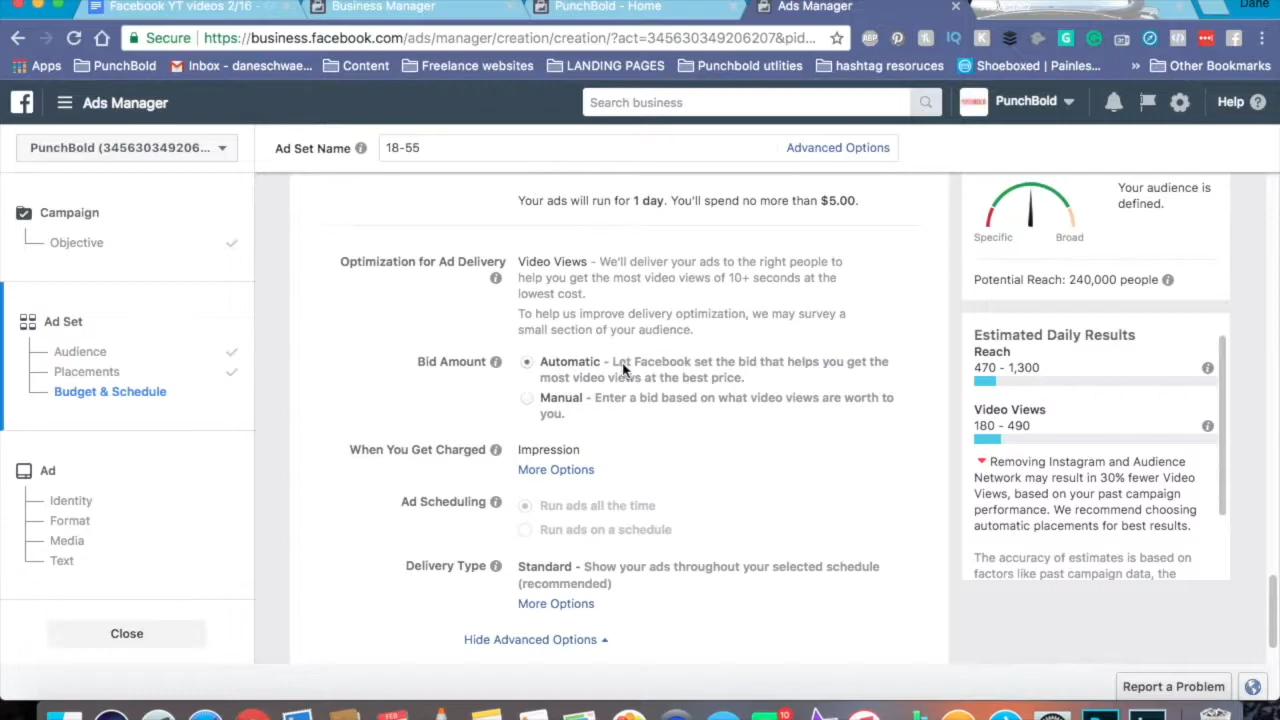 Facebook YT videos 2/16 -
Business Manager
PunchBold - Home
Ads Manager
Dane
Secure
https://business.facebook.com/ads/manager/creation/creation/?act=345630349206207&pid...
Apps
PunchBold
Inbox - daneschwae...
Content
Freelance websites
LANDING PAGES
Punchbold utlities
hashtag resoruces
Shoeboxed | Painles...
»
Other Bookmarks
Ads Manager
Search business
PunchBold
Help
PunchBold (345630349206...
Ad Set Name
18-55
Advanced Options
Campaign
Objective
Ad Set
Audience
Placements
Budget & Schedule
Ad
Identity
Format
Media
Text
Close
Your ads will run for 1 day. You'll spend no more than $5.00.
Optimization for Ad Delivery
Video Views - We'll deliver your ads to the right people to
help you get the most video views of 10+ seconds at the
lowest cost.
To help us improve delivery optimization, we may survey a
small section of your audience.
Bid Amount
Automatic - Let Facebook set the bid that helps you get the
most video views at the best price.
Manual - Enter a bid based on what video views are worth to
you.
When You Get Charged
Impression
More Options
Ad Scheduling
Run ads all the time
Run ads on a schedule
Delivery Type
Standard - Show your ads throughout your selected schedule
(recommended)
More Options
Hide Advanced Options
Your audience is
defined.
Specific
Broad
Potential Reach: 240,000 people
Estimated Daily Results
Reach
470 - 1,300
Video Views
180 - 490
Removing Instagram and Audience
Network may result in 30% fewer Video
Views, based on your past campaign
performance. We recommend choosing
automatic placements for best results.
The accuracy of estimates is based on
factors like past campaign data, the
Report a Problem
FEB
10